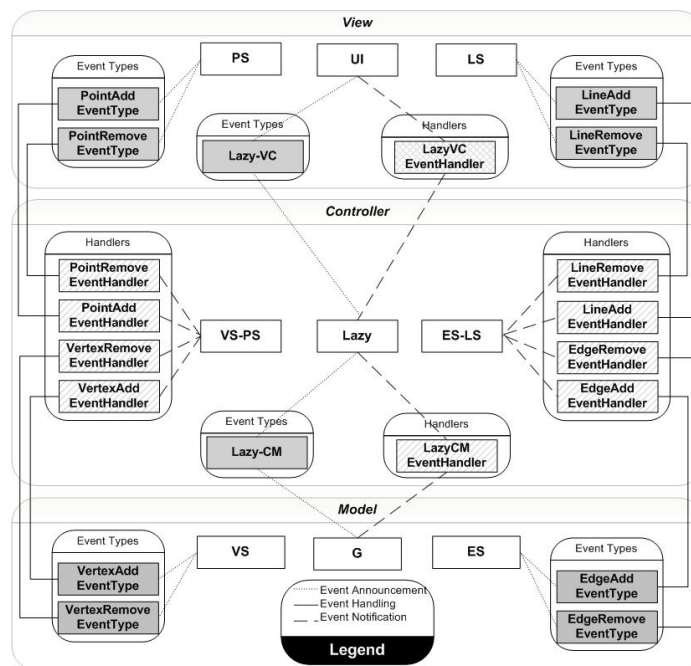 View
Event Types
PointAdd
EventType
PointRemove
EventType
PS
UI
LS
Event Types
LineAdd
EventType
LineRemove
EventType
Event Types
Lazy-VC
Handlers
LazyVC
EventHandler
Controller
Handlers
PointRemove
EventHandler
PointAdd
EventHandler
VertexRemove
EventHandler
VertexAdd
EventHandler
VS-PS
Lazy
ES-LS
Handlers
LineRemove
EventHandler
LineAdd
EventHandler
EdgeRemove
EventHandler
EdgeAdd
EventHandler
Event Types
Lazy-CM
Handlers
LazyCM
EventHandler
Model
Event Types
VertexAdd
EventType
VertexRemove
EventType
VS
G
ES
Event Types
EdgeAdd
EventType
EdgeRemove
EventType
Event Announcement
Event Handling
Event Notification
Legend